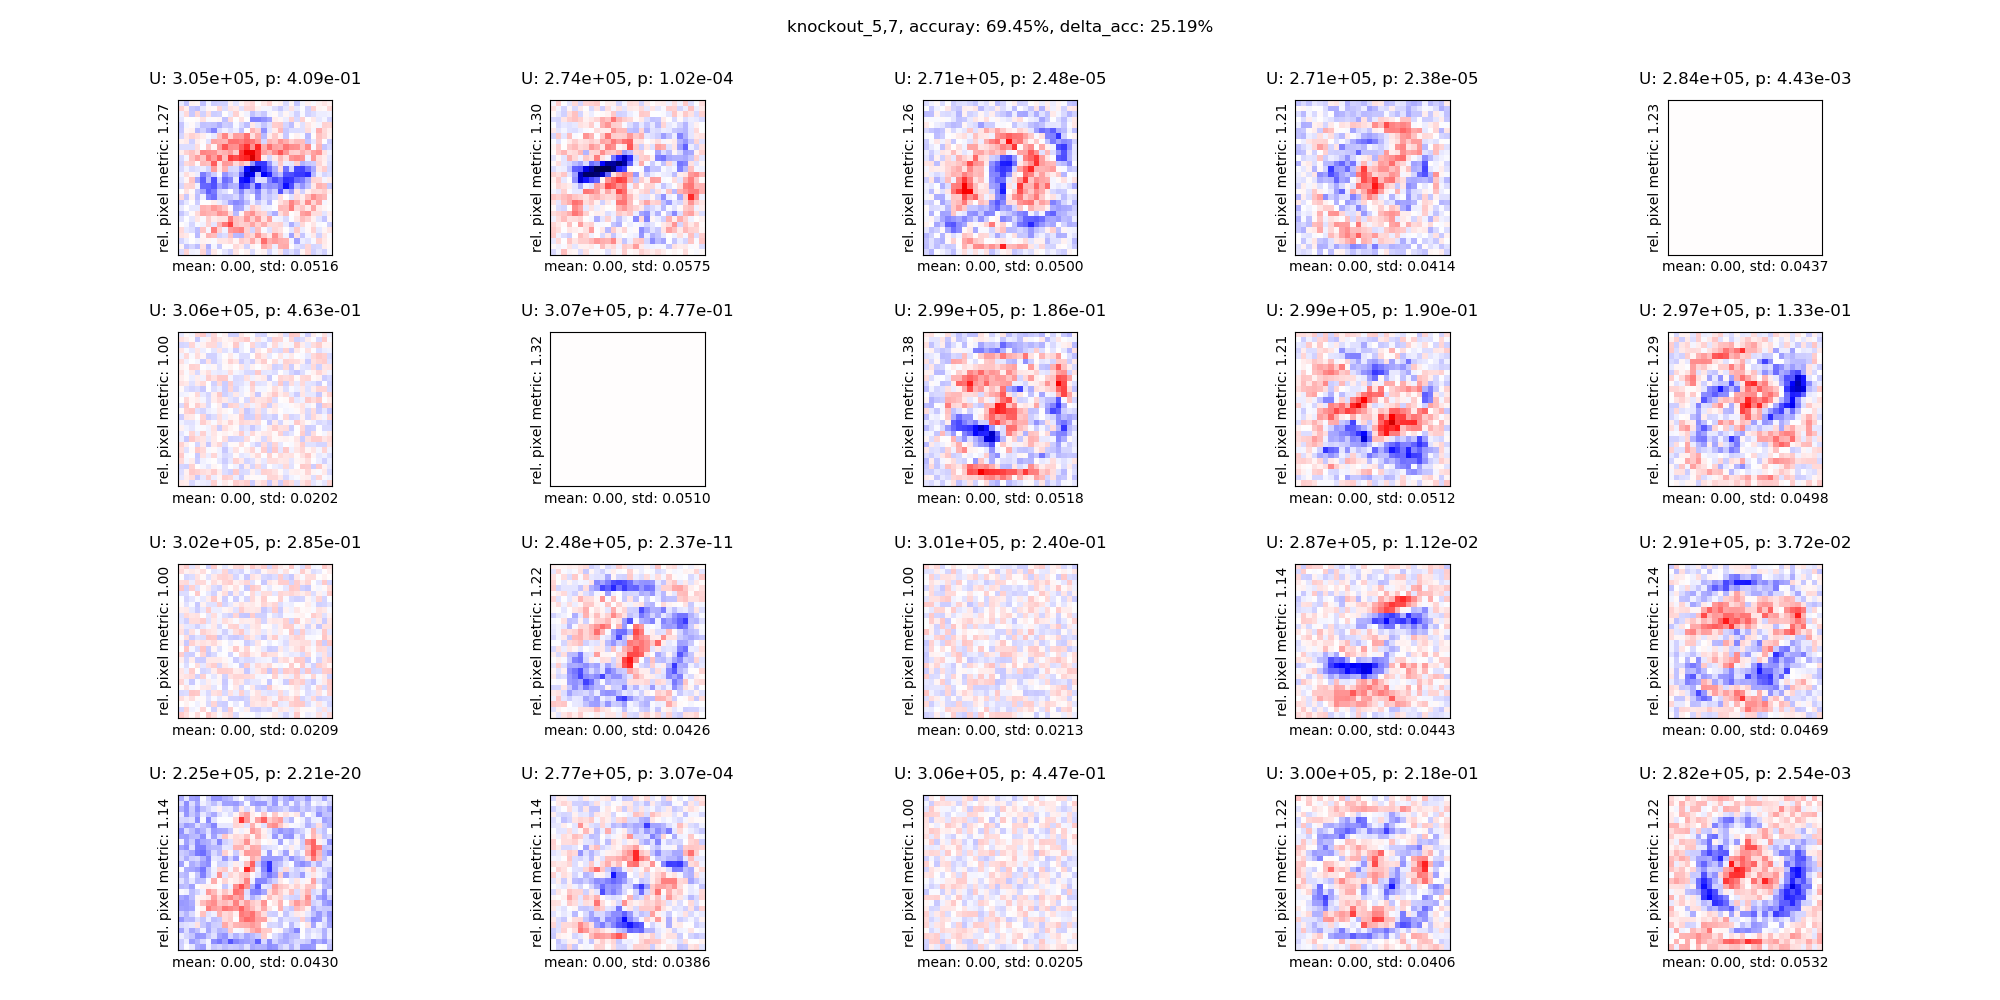 knockout_5,7, accuray: 69.45%, delta_acc: 25.19%
U: 3.05e+05, p: 4.09e-01
rel. pixel metric: 1.27
mean: 0.00, std: 0.0516
U: 2.74e+05, p: 1.02e-04
rel. pixel metric: 1.30
mean: 0.00, std: 0.0575
U: 2.71e+05, p: 2.48e-05
rel. pixel metric: 1.26
mean: 0.00, std: 0.0500
U: 2.71e+05, p: 2.38e-05
rel. pixel metric: 1.21
mean: 0.00, std: 0.0414
U: 2.84e+05, p: 4.43e-03
rel. pixel metric: 1.23
mean: 0.00, std: 0.0437
U: 3.06e+05, p: 4.63e-01
rel. pixel metric: 1.00
mean: 0.00, std: 0.0202
U: 3.07e+05, p: 4.77e-01
rel. pixel metric: 1.32
mean: 0.00, std: 0.0510
U: 2.99e+05, p: 1.86e-01
rel. pixel metric: 1.38
mean: 0.00, std: 0.0518
U: 2.99e+05, p: 1.90e-01
rel. pixel metric: 1.21
mean: 0.00, std: 0.0512
U: 2.97e+05, p: 1.33e-01
rel. pixel metric: 1.29
mean: 0.00, std: 0.0498
U: 3.02e+05, p: 2.85e-01
rel. pixel metric: 1.00
mean: 0.00, std: 0.0209
U: 2.48e+05, p: 2.37e-11
rel. pixel metric: 1.22
mean: 0.00, std: 0.0426
U: 3.01e+05, p: 2.40e-01
rel. pixel metric: 1.00
mean: 0.00, std: 0.0213
U: 2.87e+05, p: 1.12e-02
rel. pixel metric: 1.14
mean: 0.00, std: 0.0443
U: 2.91e+05, p: 3.72e-02
rel. pixel metric: 1.24
mean: 0.00, std: 0.0469
U: 2.25e+05, p: 2.21e-20
rel. pixel metric: 1.14
mean: 0.00, std: 0.0430
U: 2.77e+05, p: 3.07e-04
rel. pixel metric: 1.14
mean: 0.00, std: 0.0386
U: 3.06e+05, p: 4.47e-01
rel. pixel metric: 1.00
mean: 0.00, std: 0.0205
U: 3.00e+05, p: 2.18e-01
rel. pixel metric: 1.22
mean: 0.00, std: 0.0406
U: 2.82e+05, p: 2.54e-03
rel. pixel metric: 1.22
mean: 0.00, std: 0.0532